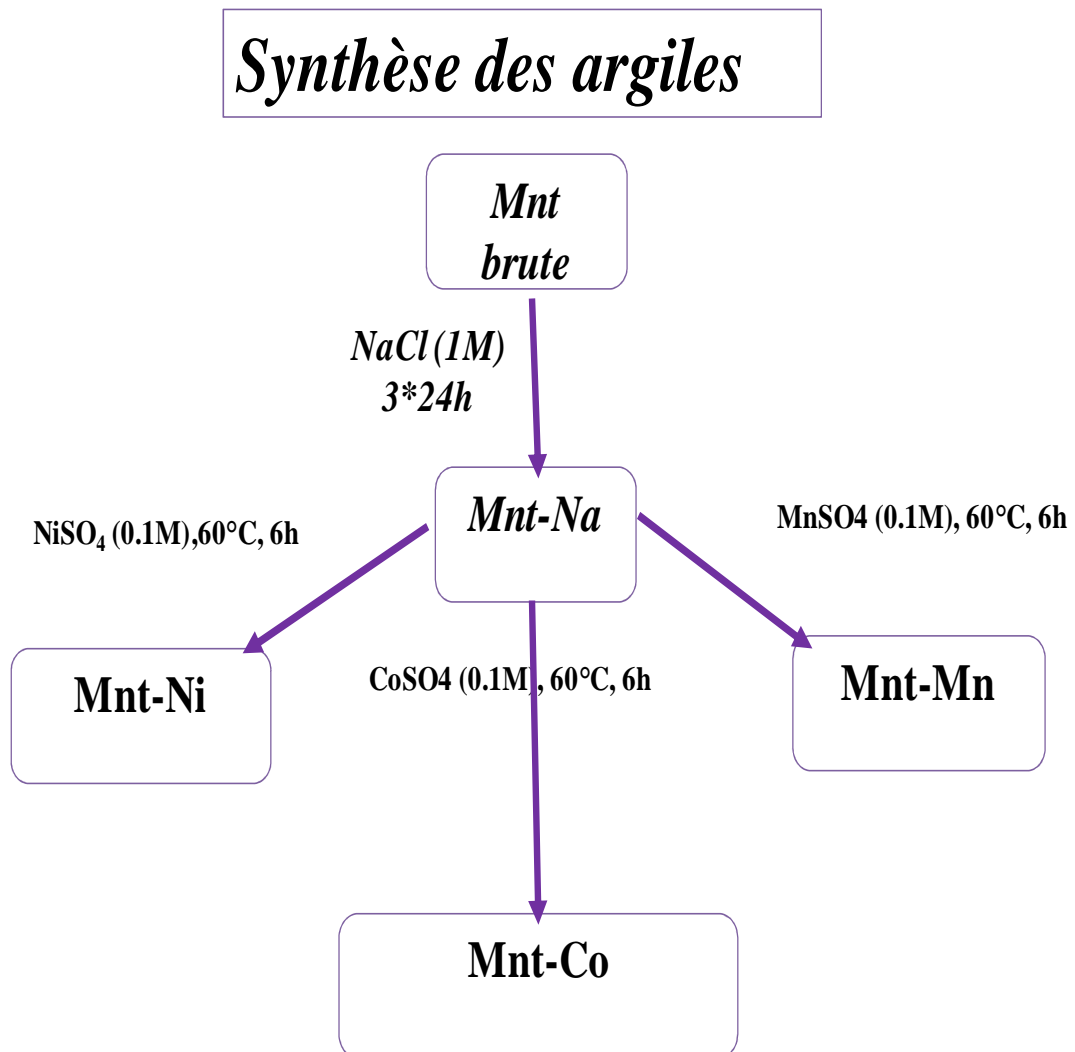 Synthèse des argiles
Mnt
brute
NaCl (1M)
3*24h
Mnt-Na
NiSO₄ (0.1M),60°C, 6h
MnSO4 (0.1M), 60°C, 6h
Mnt-Ni
CoSO4 (0.1M), 60°C, 6h
Mnt-Mn
Mnt-Co